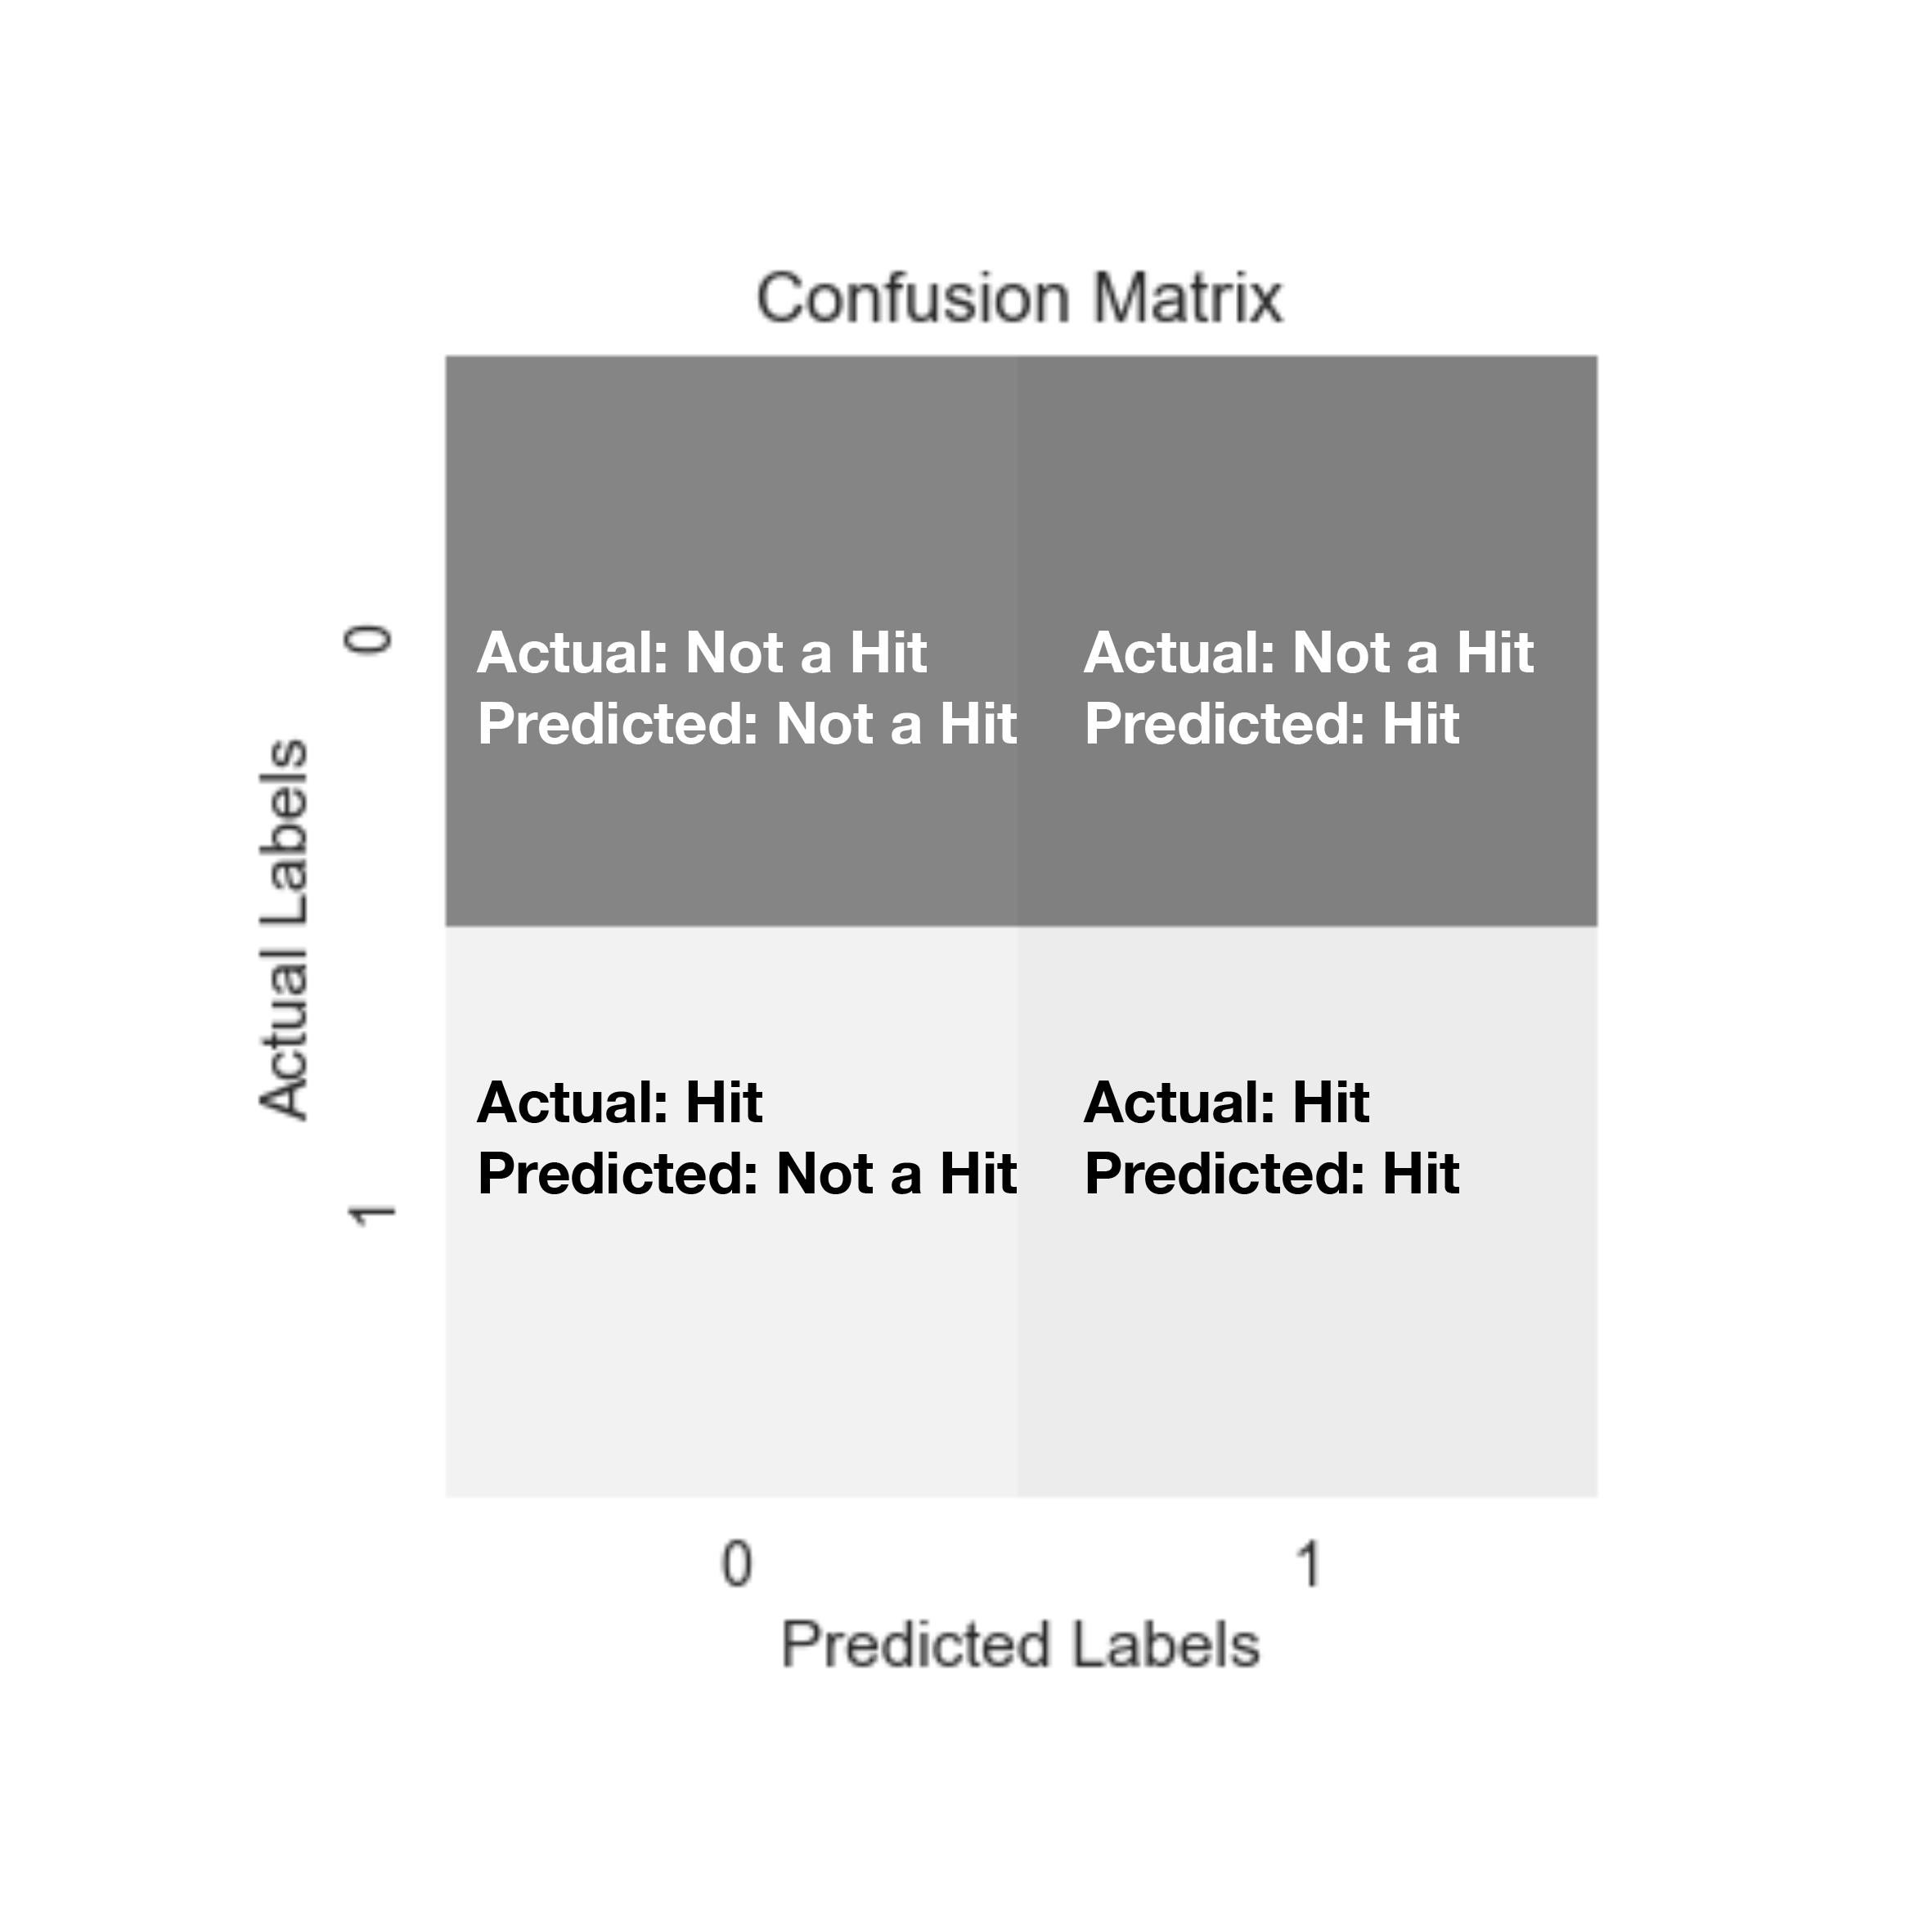 Confusion Matrix
Actual Labels
0
Actual: Not a Hit
Predicted: Not a Hit
Actual: Not a Hit
Predicted: Hit
1
Actual: Hit
Predicted: Not a Hit
Actual: Hit
Predicted: Hit
0
1
Predicted Labels